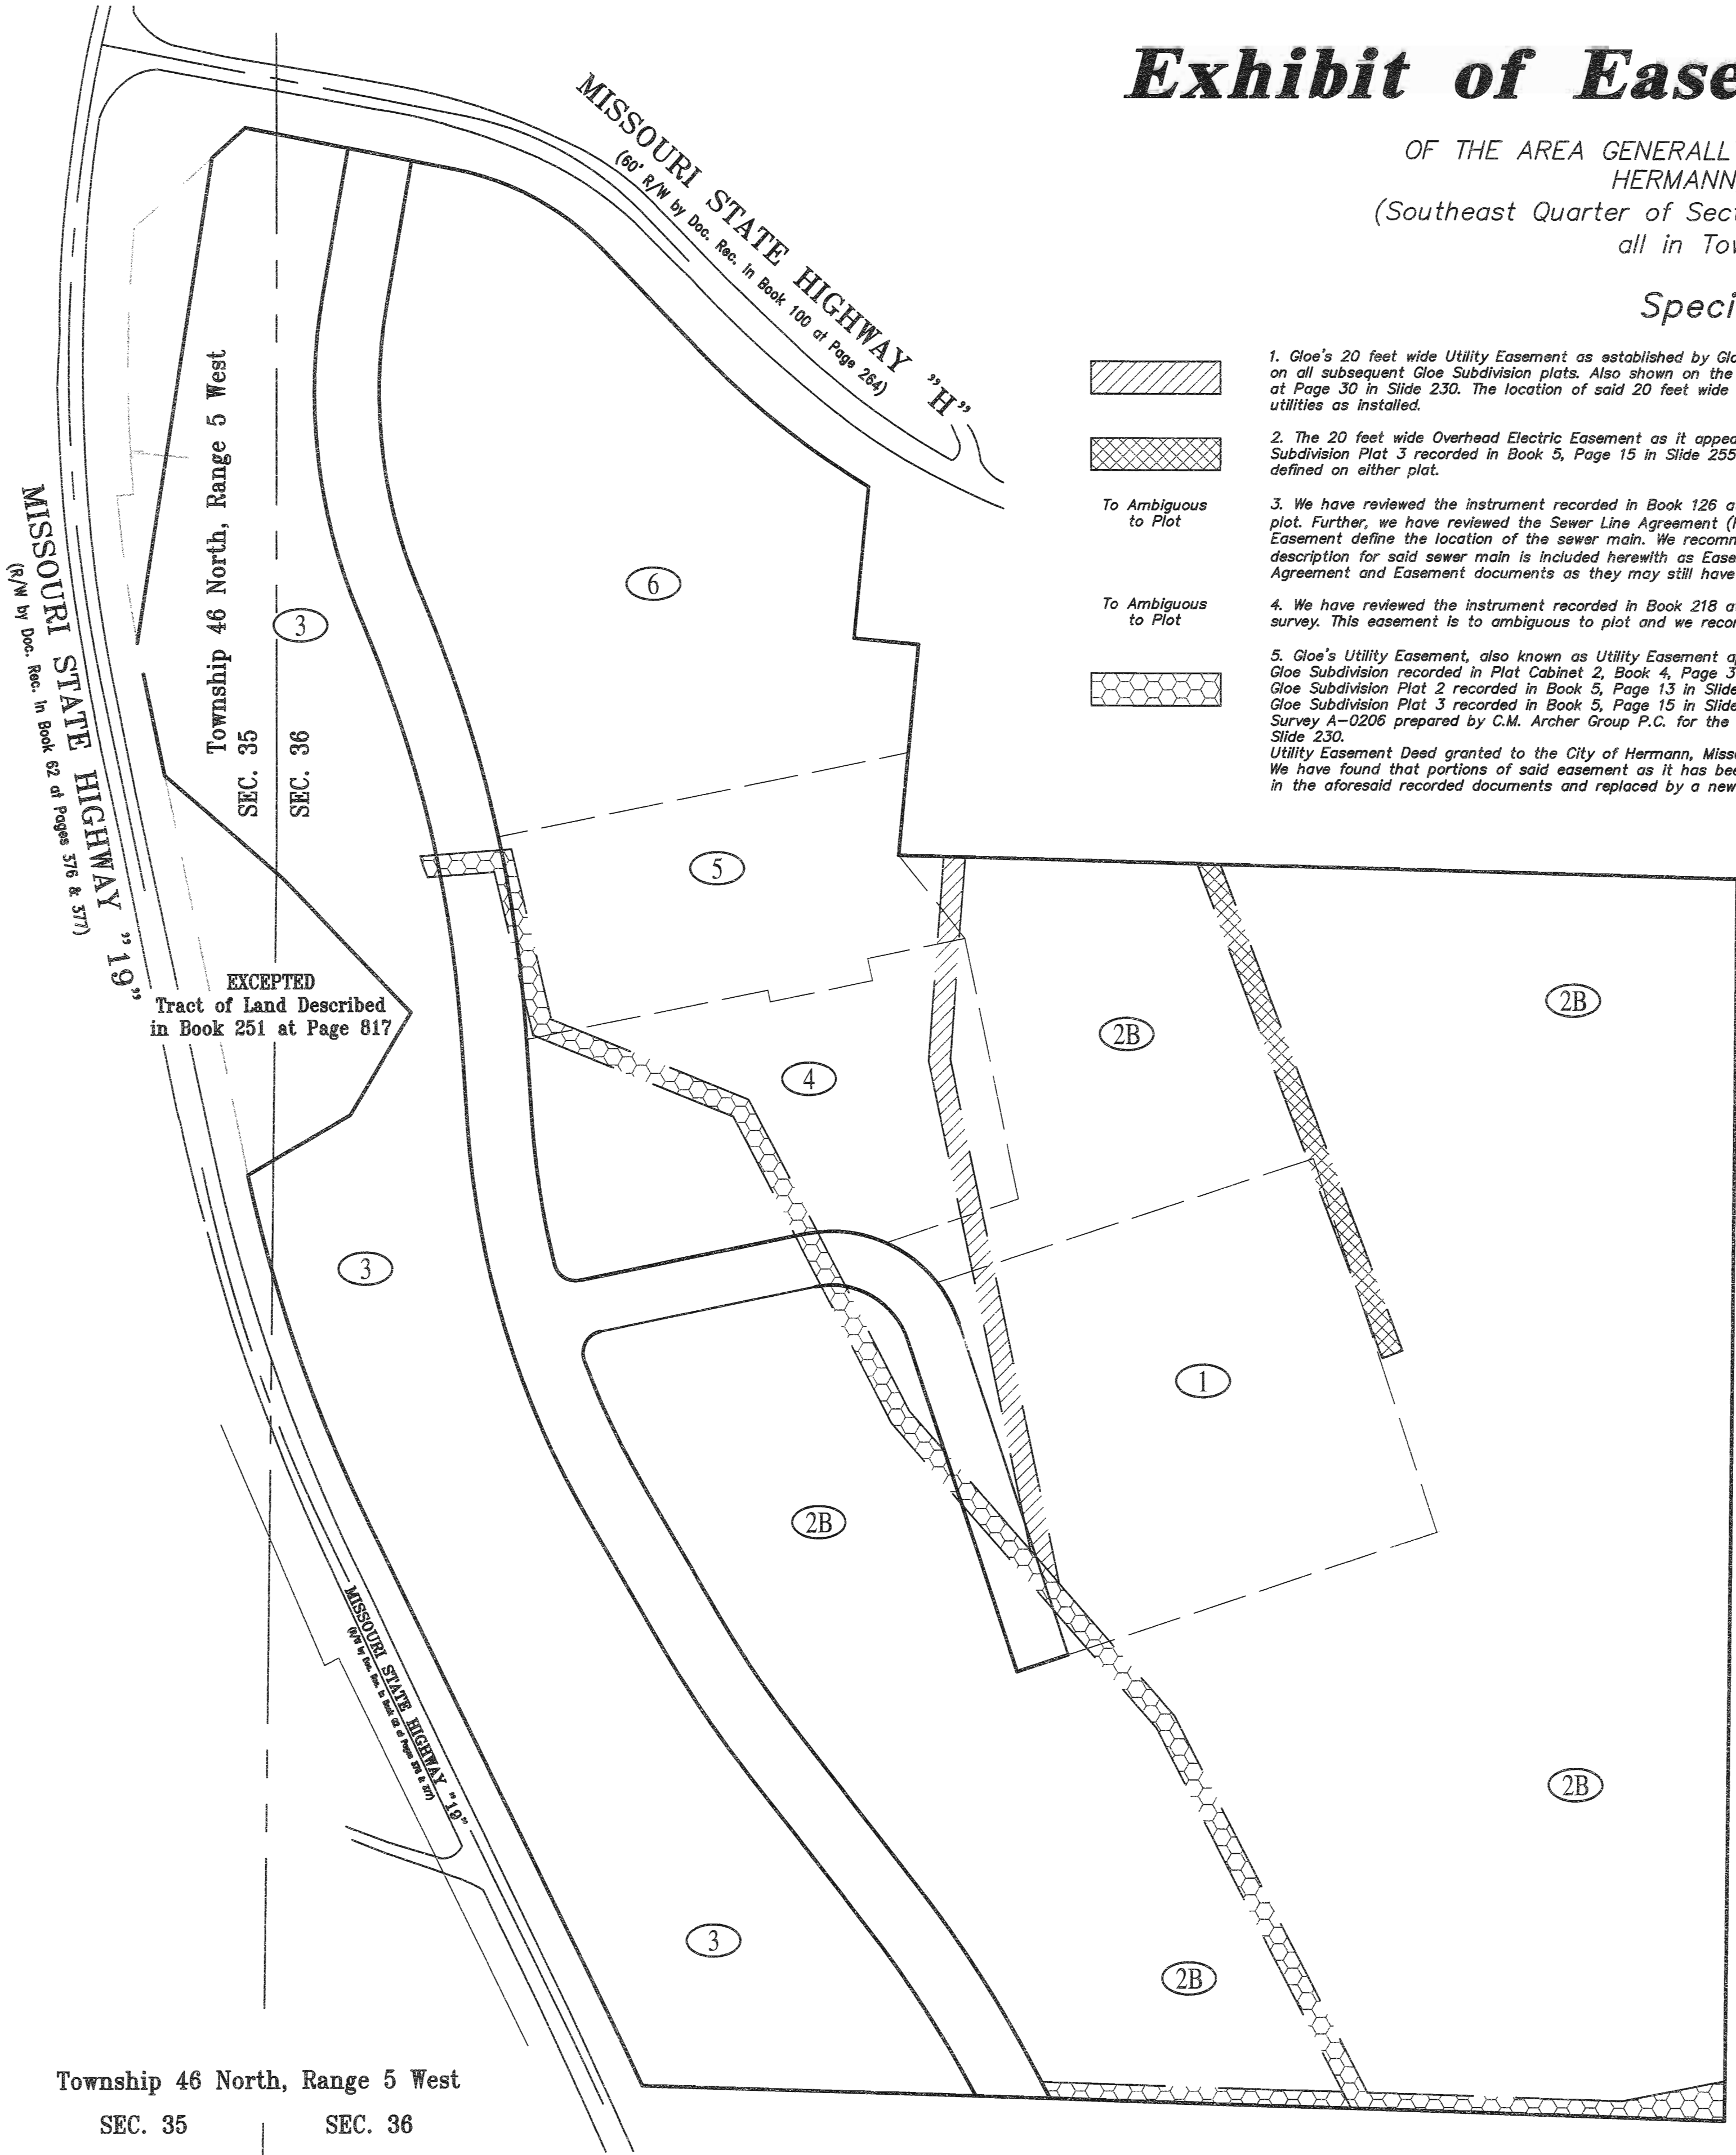 Exhibit of Ease
OF THE AREA GENERALL
HERMANN
(Southeast Quarter of Sect
all in Tow
Speci
1. Gloe's 20 feet wide Utility Easement as established by Glo
on all subsequent Gloe Subdivision plats. Also shown on the
at Page 30 in Slide 230. The location of said 20 feet wide
utilities as installed.
2. The 20 feet wide Overhead Electric Easement as it appea
Subdivision Plat 3 recorded in Book 5, Page 15 in Slide 255
defined on either plat.
To Ambiguous
to Plot
3. We have reviewed the instrument recorded in Book 126 a
plot. Further, we have reviewed the Sewer Line Agreement (
Easement define the location of the sewer main. We recomm
description for said sewer main is included herewith as Ease
Agreement and Easement documents as they may still have
To Ambiguous
to Plot
4. We have reviewed the instrument recorded in Book 218 a
survey. This easement is to ambiguous to plot and we recor
5. Gloe's Utility Easement, also known as Utility Easement a
Gloe Subdivision recorded in Plat Cabinet 2, Book 4, Page 3
Gloe Subdivision Plat 2 recorded in Book 5, Page 13 in Slide
Gloe Subdivision Plat 3 recorded in Book 5, Page 15 in Slide
Survey A-0206 prepared by C.M. Archer Group P.C. for the
Slide 230.
Utility Easement Deed granted to the City of Hermann, Misso
We have found that portions of said easement as it has bee
in the aforesaid recorded documents and replaced by a new
MISSOURI STATE HIGHWAY "H"
(60' R/W by Doc. Rec. in Book 100 at Page 264)
Township 46 North, Range 5 West
SEC. 35
SEC. 36
MISSOURI STATE HIGHWAY "19"
(R/W by Doc. Rec. in Book 62 at Pages 376 & 377)
6
3
5
EXCEPTED
Tract of Land Described
in Book 251 at Page 817
2B
2B
4
3
1
2B
MISSOURI STATE HIGHWAY "19"
(R/W by Doc. Rec. in Book 62 at Pages 376 & 377)
2B
3
2B
Township 46 North, Range 5 West
SEC. 35
SEC. 36